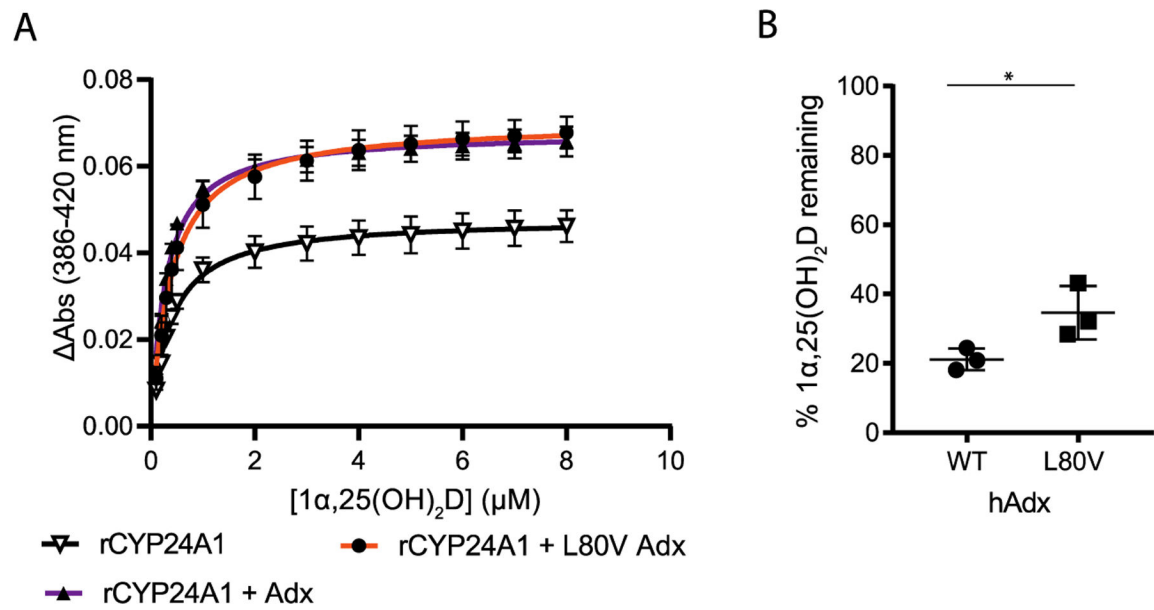 A
B
ΔAbs (386-420 nm)
0.08
0.06
0.04
0.02
0.00
0 2 4 6 8 10
[1α,25(OH)₂D] (μM)
rCYP24A1
rCYP24A1 + L80V Adx
rCYP24A1 + Adx
% 1α,25(OH)₂D remaining
100
80
60
40
20
0
*
WT L80V
hAdx